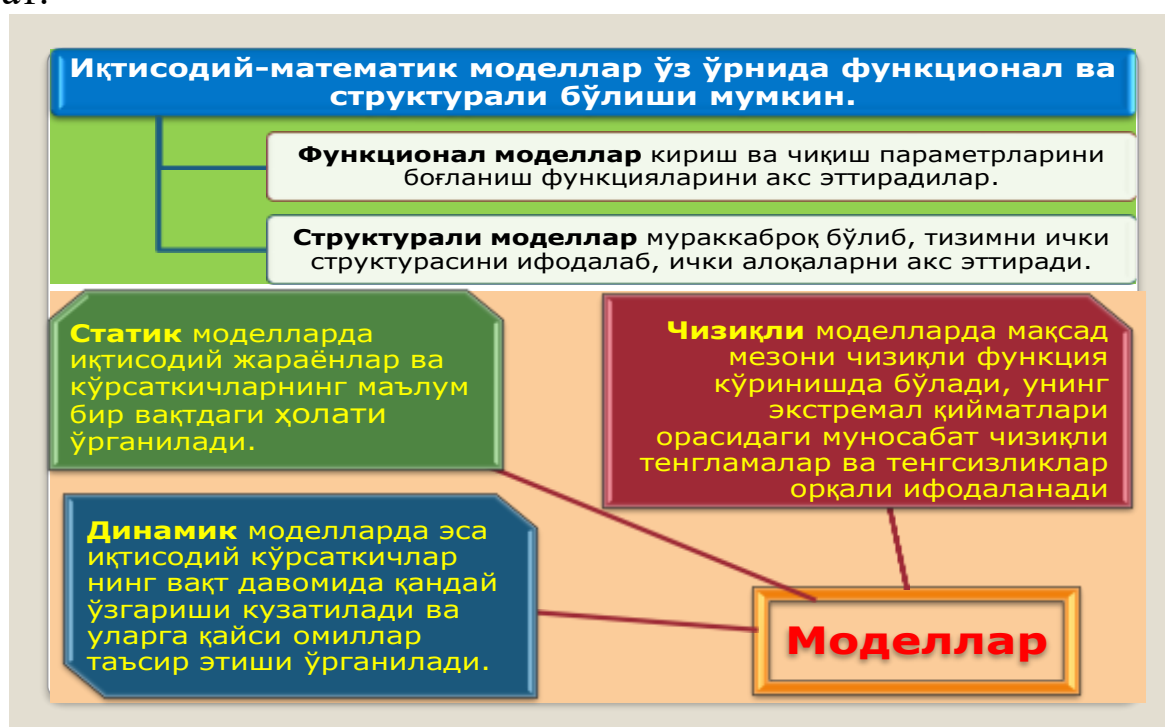 Иқтисодий-математик моделлар ўз ўрнида функционал ва
структурали бўлиши мумкин.
Функционал моделлар кириш ва чиқиш параметрларини
боғланиш функцияларини акс эттирадилар.
Структурали моделлар мураккаброқ бўлиб, тизимни ички
структурасини ифодалаб, ички алоқаларни акс эттиради.
Статик моделларда
иқтисодий жараёнлар ва
кўрсаткичларнинг маълум
бир вақтдаги ҳолати
ўрганилади.
Чизиқли моделларда мақсад
мезони чизиқли функция
кўринишда бўлади, унинг
экстремал қийматлари
орасидаги муносабат чизиқли
тенгламалар ва тенгсизликлар
орқали ифодаланади
Динамик моделларда эса
иқтисодий кўрсаткичлар
нинг вақт давомида қандай
ўзгариши кузатилади ва
уларга қайси омиллар
таъсир этиши ўрганилади.
Моделлар